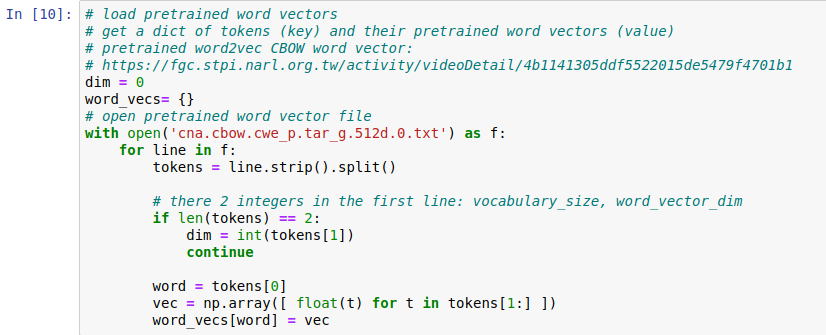 In [10]:
# load pretrained word vectors
# get a dict of tokens (key) and their pretrained word vectors (value)
# pretrained word2vec CBOW word vector:
# https://fgc.stpi.narl.org.tw/activity/videoDetail/4b1141305ddf5522015de5479f4701b1
dim = 0
word_vecs= {}
# open pretrained word vector file
with open('cna.cbow.cwe_p.tar_g.512d.0.txt') as f:
    for line in f:
        tokens = line.strip().split()

        # there 2 integers in the first line: vocabulary_size, word_vector_dim
        if len(tokens) == 2:
            dim = int(tokens[1])
            continue

        word = tokens[0]
        vec = np.array([ float(t) for t in tokens[1:] ])
        word_vecs[word] = vec